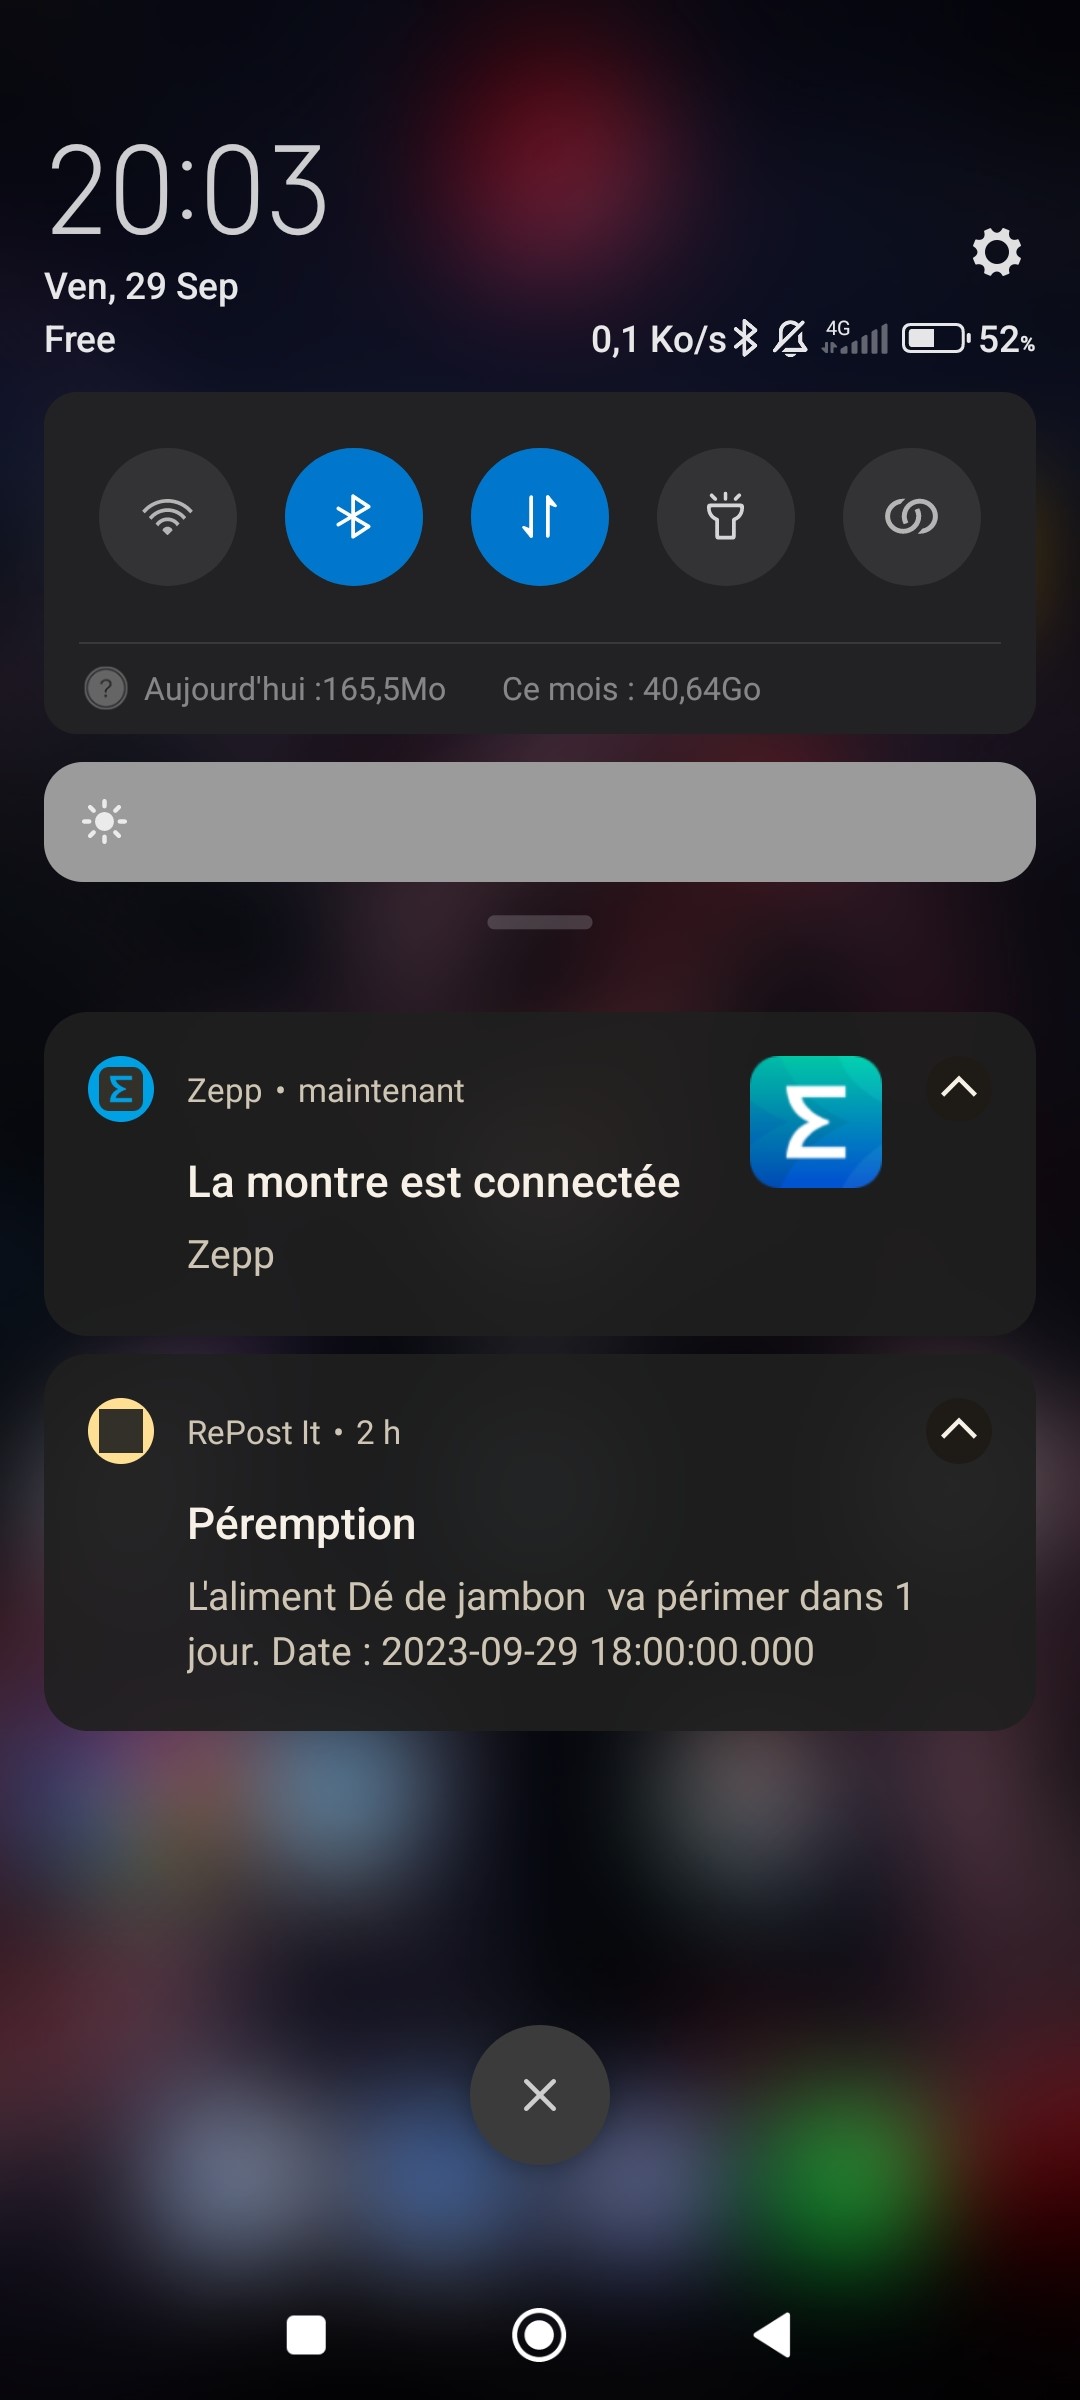 20:03
Ven, 29 Sep
Free
0,1 Ko/s 4G 52%
Aujourd'hui :165,5Mo Ce mois : 40,64Go
Zepp • maintenant
La montre est connectée
Zepp
RePost It • 2 h
Péremption
L'aliment Dé de jambon  va périmer dans 1
jour. Date : 2023-09-29 18:00:00.000